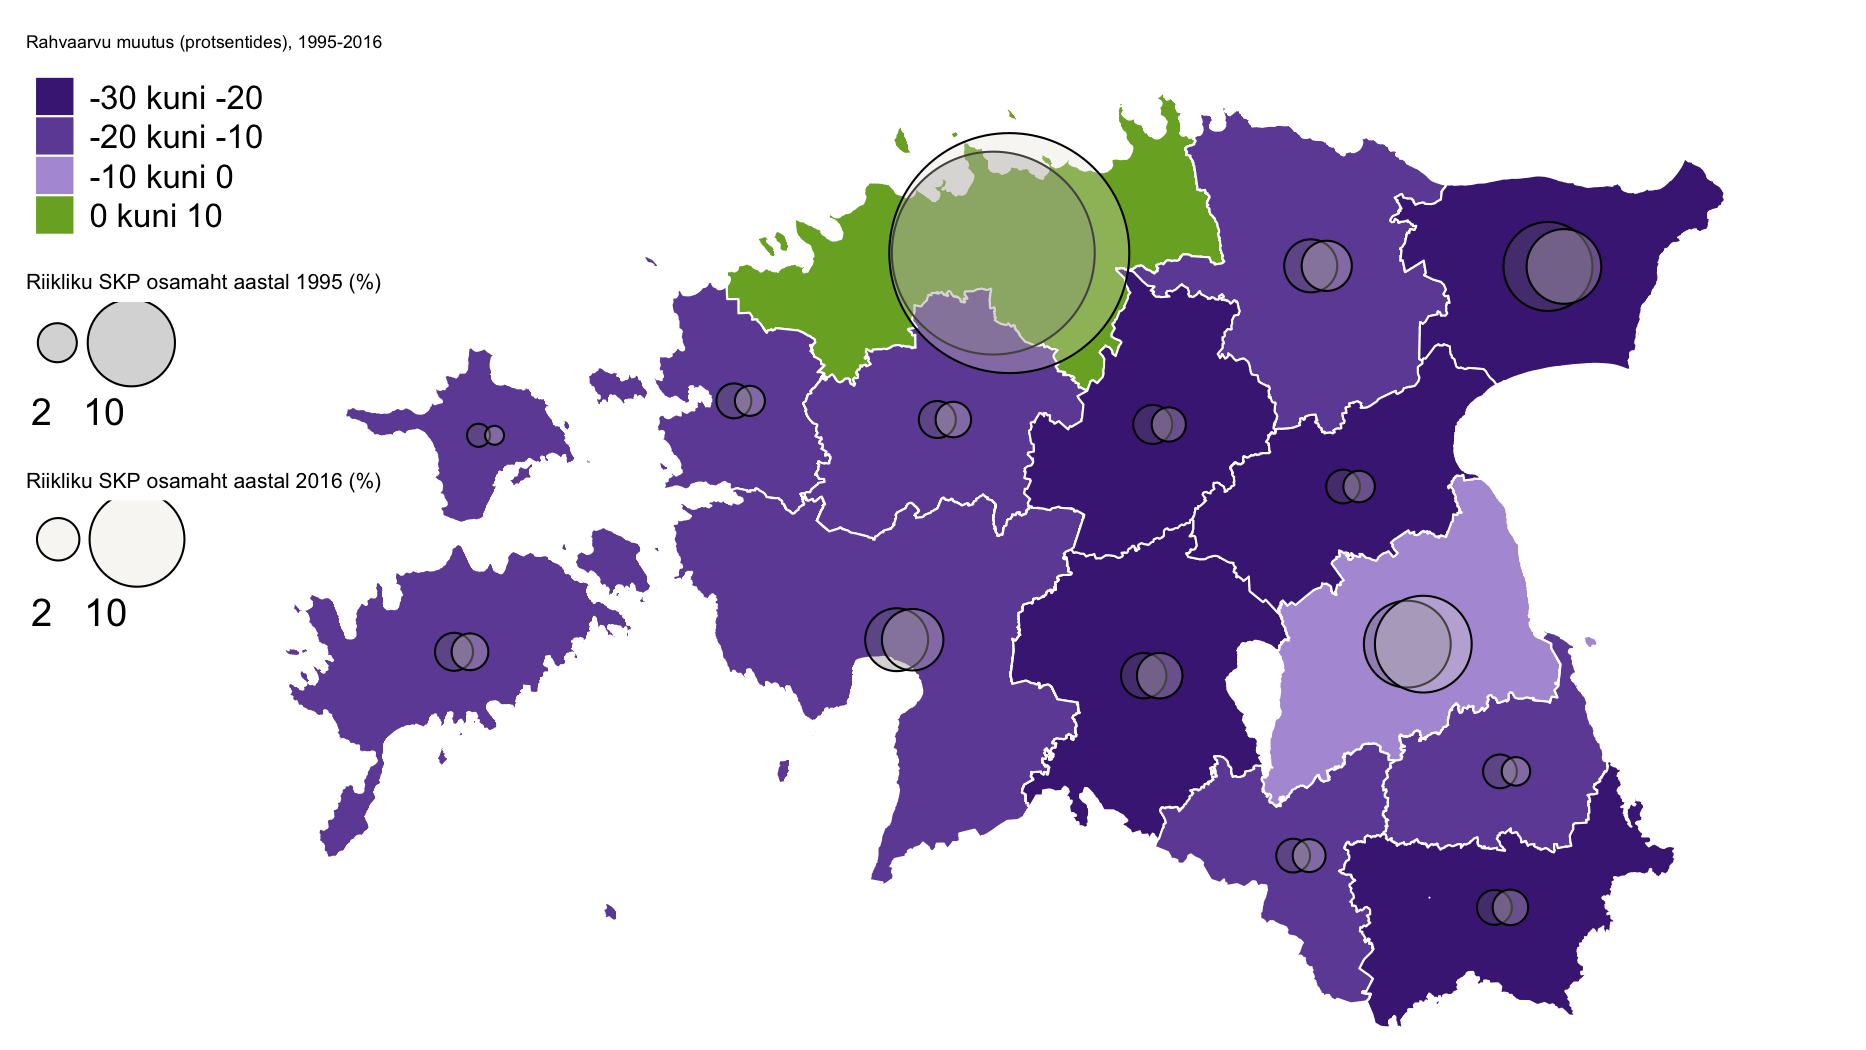 Rahvaarvu muutus (protsentides), 1995-2016
-30 kuni -20
-20 kuni -10
-10 kuni 0
0 kuni 10
Riikliku SKP osamaht aastal 1995 (%)
2 10
Riikliku SKP osamaht aastal 2016 (%)
2 10